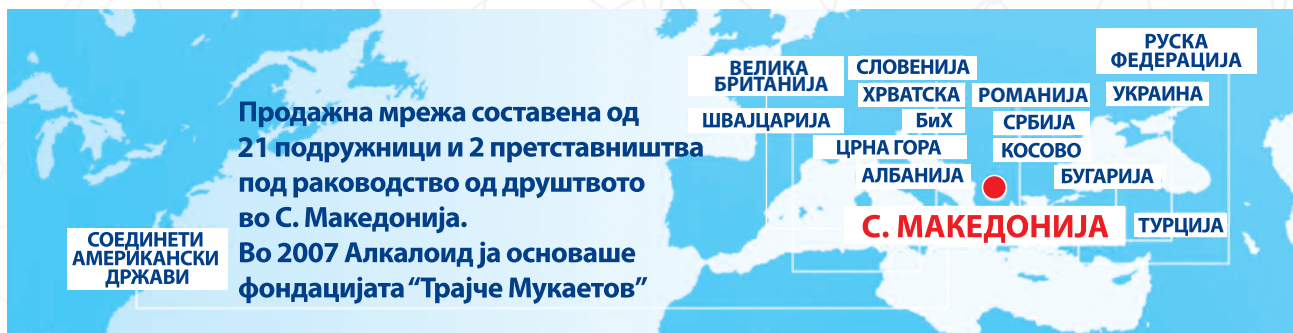 Продажна мрежа составена од
21 подружници и 2 претставништва
под раководство од друштвото
во С. Македонија.
Во 2007 Алкалоид ја основаше
фондацијата “Трајче Мукаетов”
СОЕДИНЕТИ
АМЕРИКАНСКИ
ДРЖАВИ
ВЕЛИКА
БРИТАНИЈА
ШВАЈЦАРИЈА
СЛОВЕНИЈА
ХРВАТСКА
БиХ
ЦРНА ГОРА
АЛБАНИЈА
РОМАНИЈА
СРБИЈА
КОСОВО
РУСКА
ФЕДЕРАЦИЈА
УКРАИНА
БУГАРИЈА
С. МАКЕДОНИЈА
ТУРЦИЈА